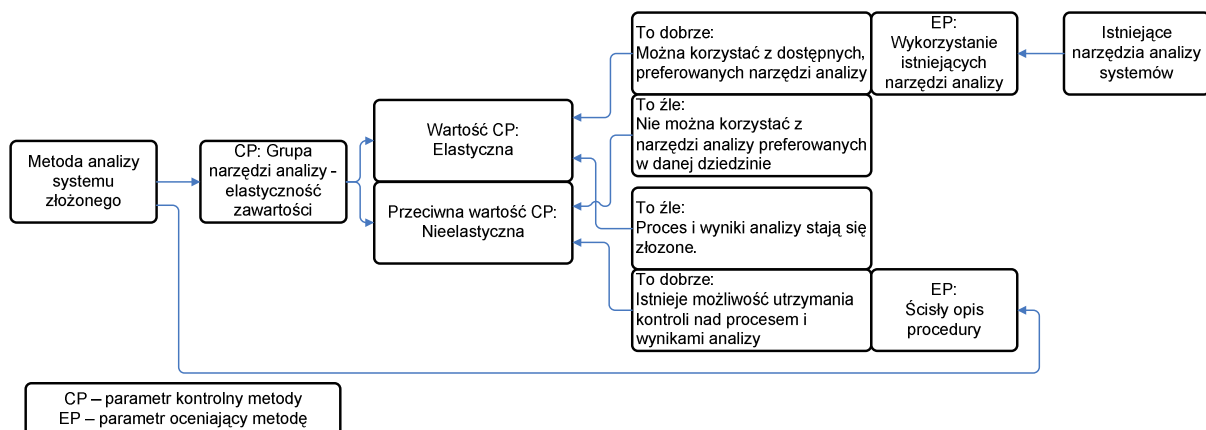 Metoda analizy
systemu
złożonego
CP: Grupa
narzędzi analizy -
elastyczność
zawartości
Wartość CP:
Elastyczna
Przeciwna wartość CP:
Nieelastyczna
To dobrze:
Można korzystać z dostępnych,
preferowanych narzędzi analizy
EP:
Wykorzystanie
istniejących
narzędzi analizy
Istniejące
narzędzia analizy
systemów
To źle:
Nie można korzystać z
narzędzi analizy preferowanych
w danej dziedzinie
To źle:
Proces i wyniki analizy stają się
złozone.
To dobrze:
Istnieje możliwość utrzymania
kontroli nad procesem i
wynikami analizy
EP:
Ścisły opis
procedury
CP – parametr kontrolny metody
EP – parametr oceniający metodę